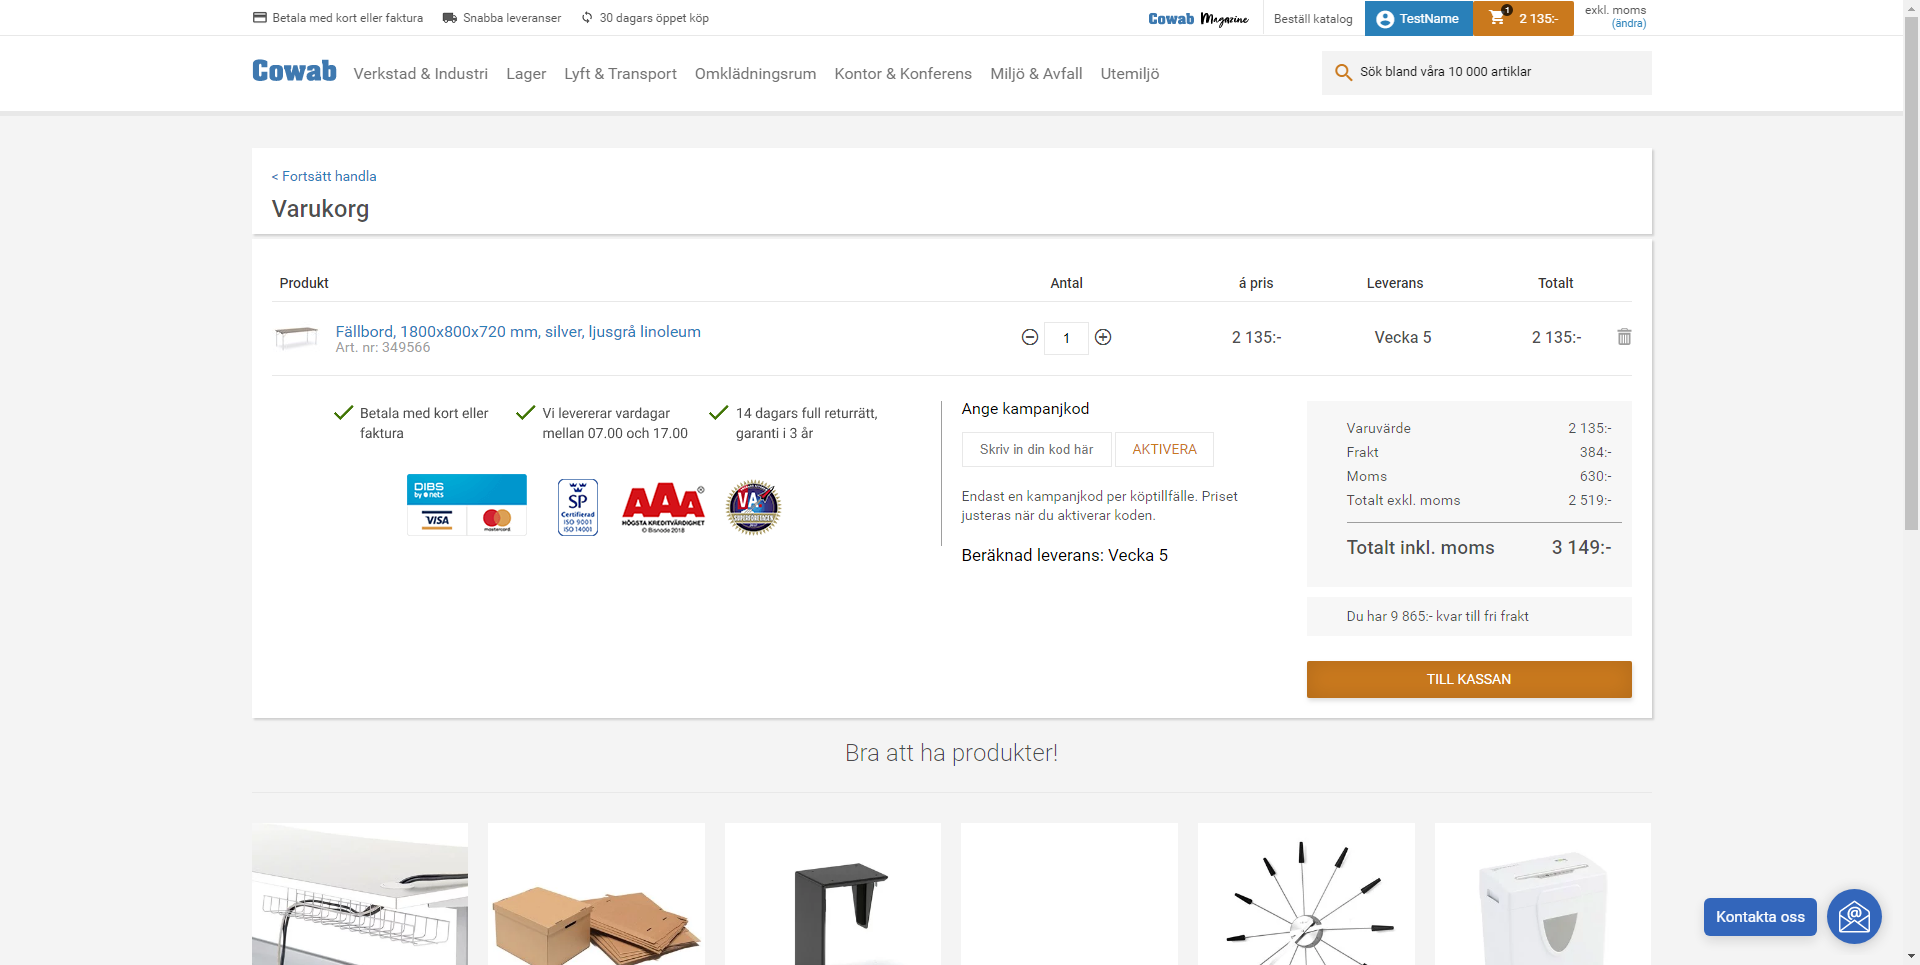 Betala med kort eller faktura
Snabba leveranser
30 dagars öppet köp
Cowab Magazine
Beställ katalog
TestName
1
2 135:-
exkl. moms
(ändra)
Cowab
Verkstad & Industri
Lager
Lyft & Transport
Omklädningsrum
Kontor & Konferens
Miljö & Avfall
Utemiljö
Sök bland våra 10 000 artiklar
< Fortsätt handla
Varukorg
Produkt
Antal
á pris
Leverans
Totalt
Fällbord, 1800x800x720 mm, silver, ljusgrå linoleum
Art. nr: 349566
1
2 135:-
Vecka 5
2 135:-
Betala med kort eller
faktura
Vi levererar vardagar
mellan 07.00 och 17.00
14 dagars full returrätt,
garanti i 3 år
DIBS
by nets
VISA
mastercard
SP
Certifierad
ISO 9001
ISO 14001
AAA®
HÖGSTA KREDITVÄRDIGHET
© Bisnode 2018
VA
SUPERFÖRETAGEN
Ange kampanjkod
Skriv in din kod här
AKTIVERA
Endast en kampanjkod per köptillfälle. Priset
justeras när du aktiverar koden.
Beräknad leverans: Vecka 5
Varuvärde 2 135:-
Frakt 384:-
Moms 630:-
Totalt exkl. moms 2 519:-
Totalt inkl. moms 3 149:-
Du har 9 865:- kvar till fri frakt
TILL KASSAN
Bra att ha produkter!
Kontakta oss